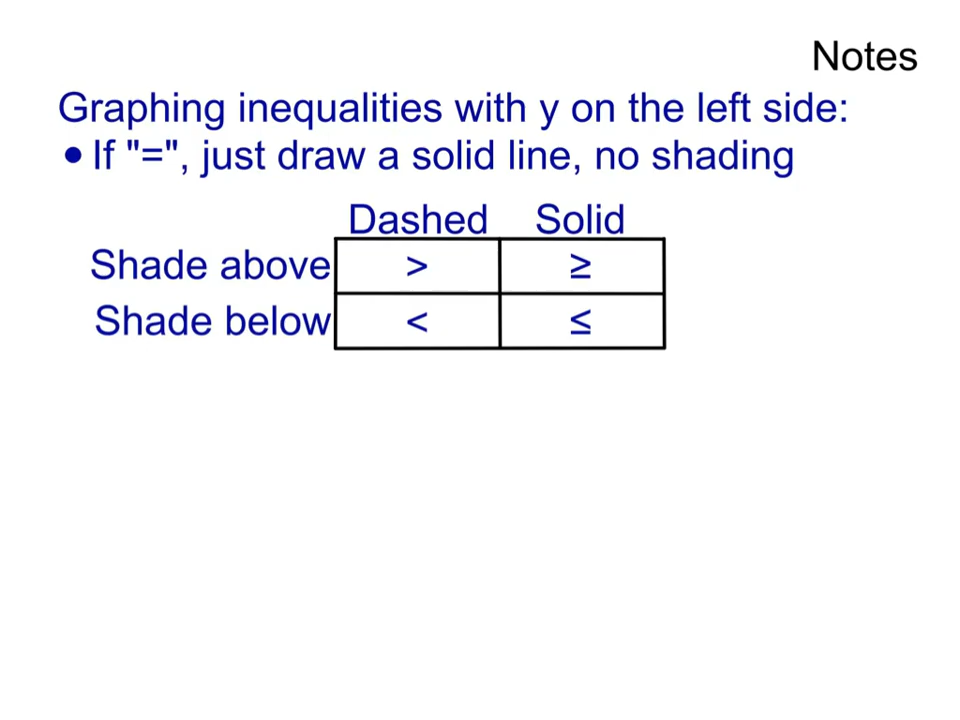 Notes
Graphing inequalities with y on the left side:
• If "=", just draw a solid line, no shading
Dashed Solid
Shade above > ≥
Shade below < ≤